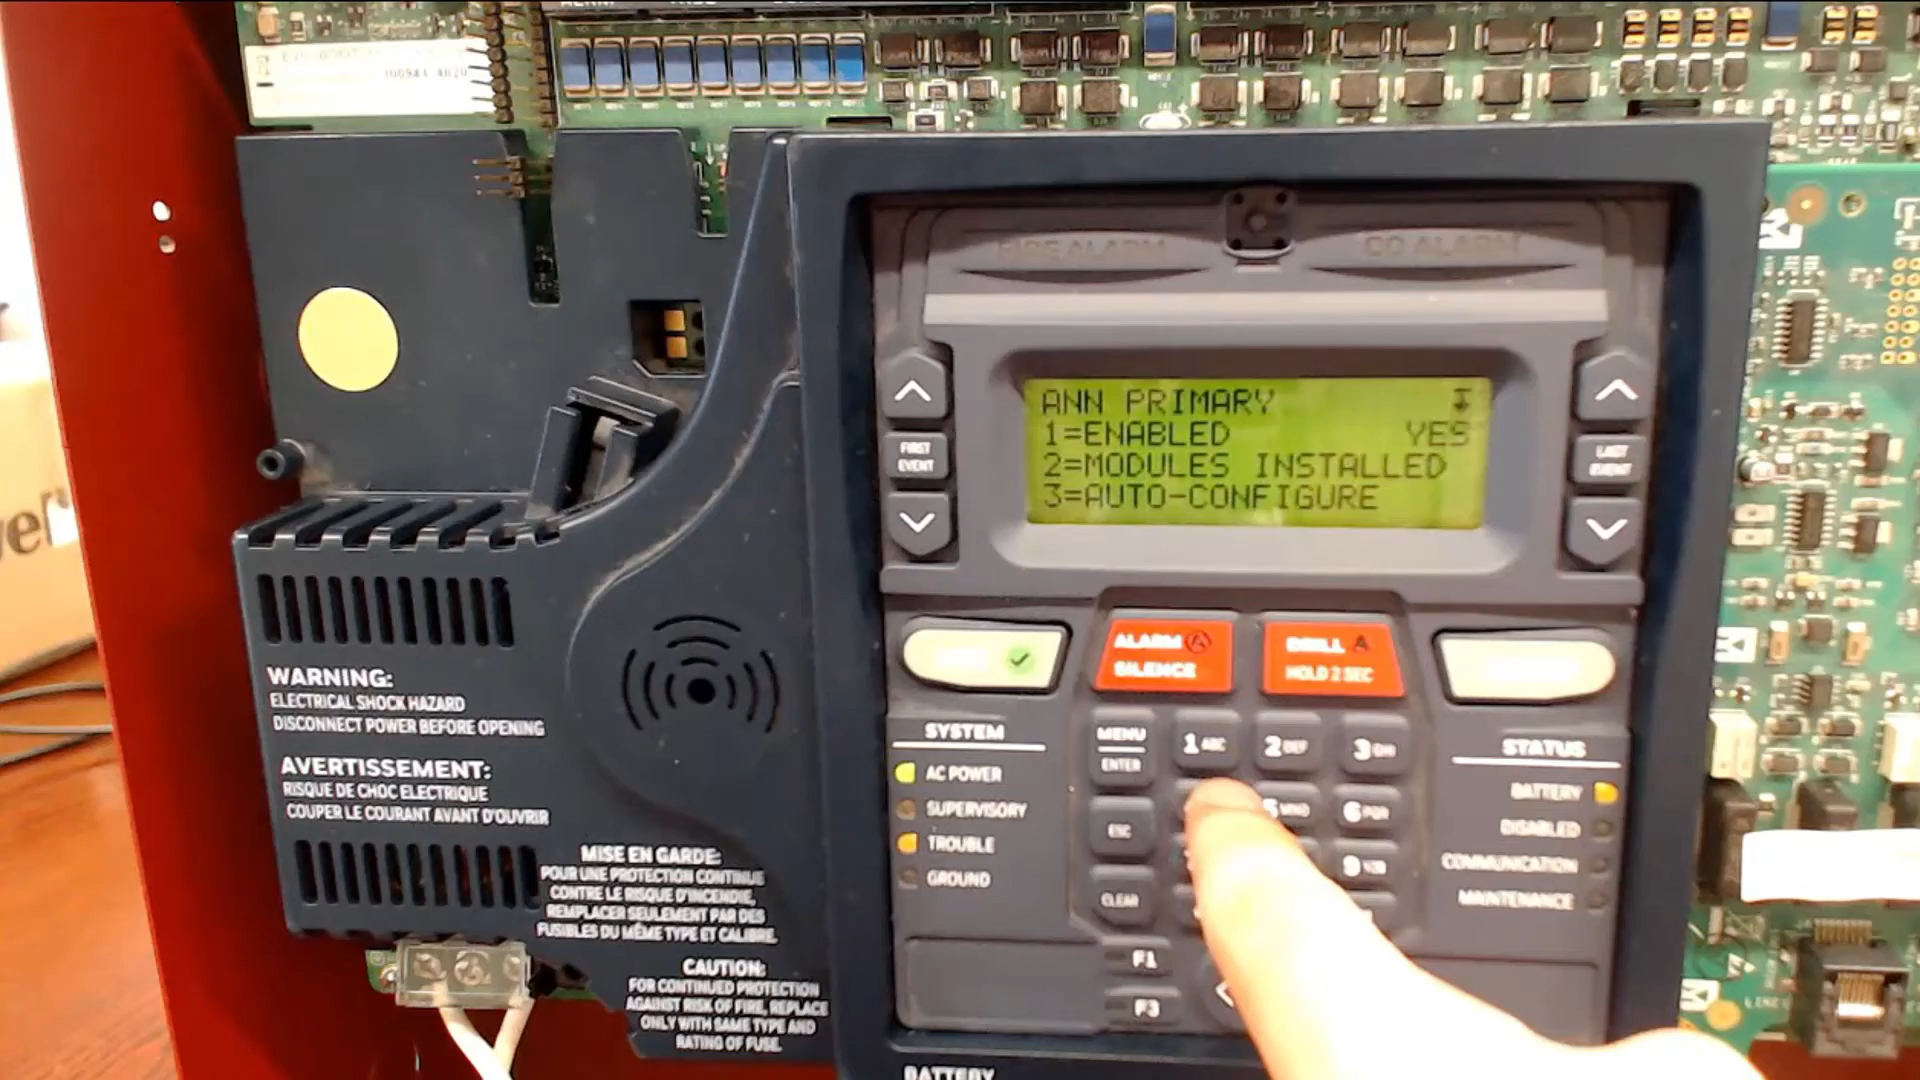 FIRE ALARM
CO ALARM
ANN PRIMARY
1=ENABLED YES
2=MODULES INSTALLED
3=AUTO-CONFIGURE
FIRST
EVENT
LAST
EVENT
ALARM
SILENCE
DRILL
HOLD 2 SEC
MENU
ENTER
1 ABC
2 DEF
3 GHI
5 MNO
6 PQR
9
ESC
CLEAR
F1
F3
SYSTEM
AC POWER
SUPERVISORY
TROUBLE
GROUND
STATUS
BATTERY
DISABLED
COMMUNICATION
MAINTENANCE
WARNING:
ELECTRICAL SHOCK HAZARD
DISCONNECT POWER BEFORE OPENING
AVERTISSEMENT:
RISQUE DE CHOC ELECTRIQUE
COUPER LE COURANT AVANT D'OUVRIR
MISE EN GARDE:
POUR UNE PROTECTION CONTINUE
CONTRE LE RISQUE D'INCENDIE,
REMPLACER SEULEMENT PAR DES
FUSIBLES DU MÊME TYPE ET CALIBRE.
CAUTION:
FOR CONTINUED PROTECTION
AGAINST RISK OF FIRE, REPLACE
ONLY WITH SAME TYPE AND
RATING OF FUSE.
BATTERY